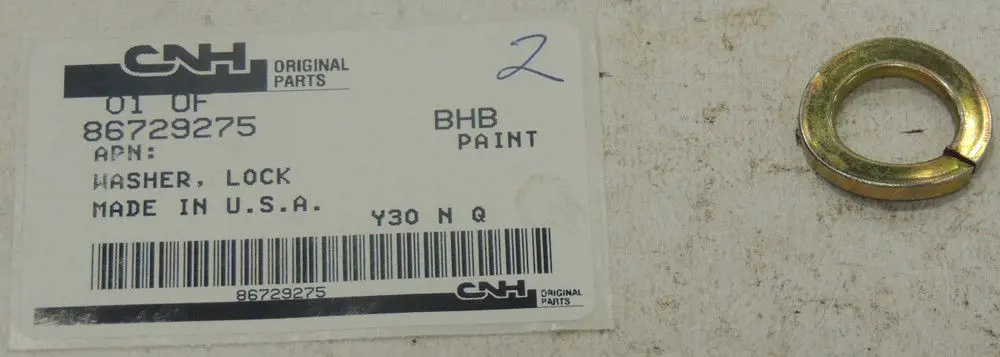 CNH ORIGINAL
PARTS
2
01 OF
86729275 BHB
APN: PAINT
WASHER, LOCK
MADE IN U.S.A.
Y30 N Q
86729275
CNH ORIGINAL
PARTS